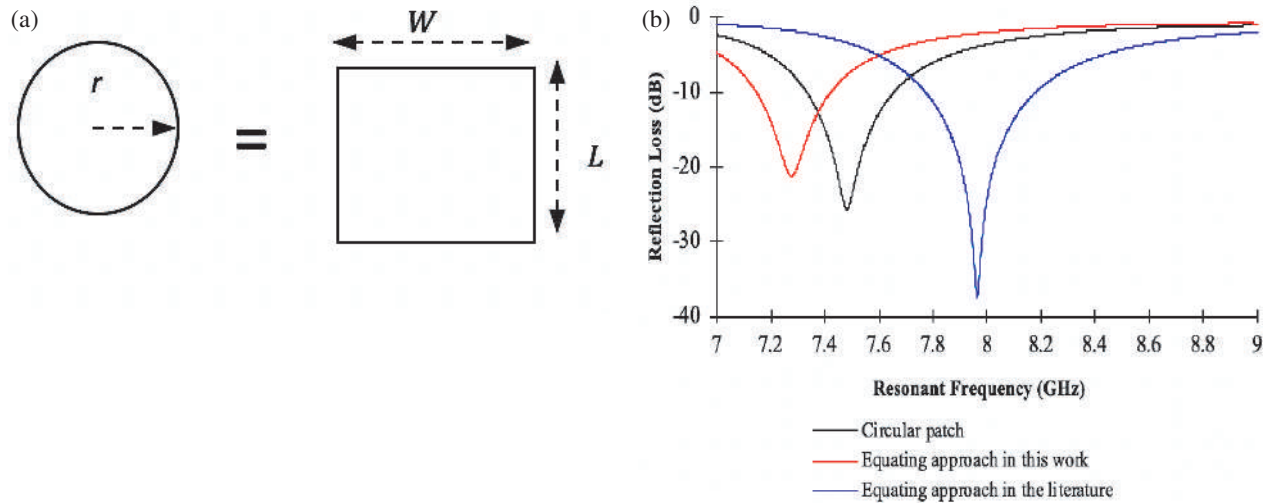 (a)
r
=
W
L
(b)
Reflection Loss (dB)
0
-10
-20
-30
-40
7 7.2 7.4 7.6 7.8 8 8.2 8.4 8.6 8.8 9
Resonant Frequency (GHz)
Circular patch
Equating approach in this work
Equating approach in the literature